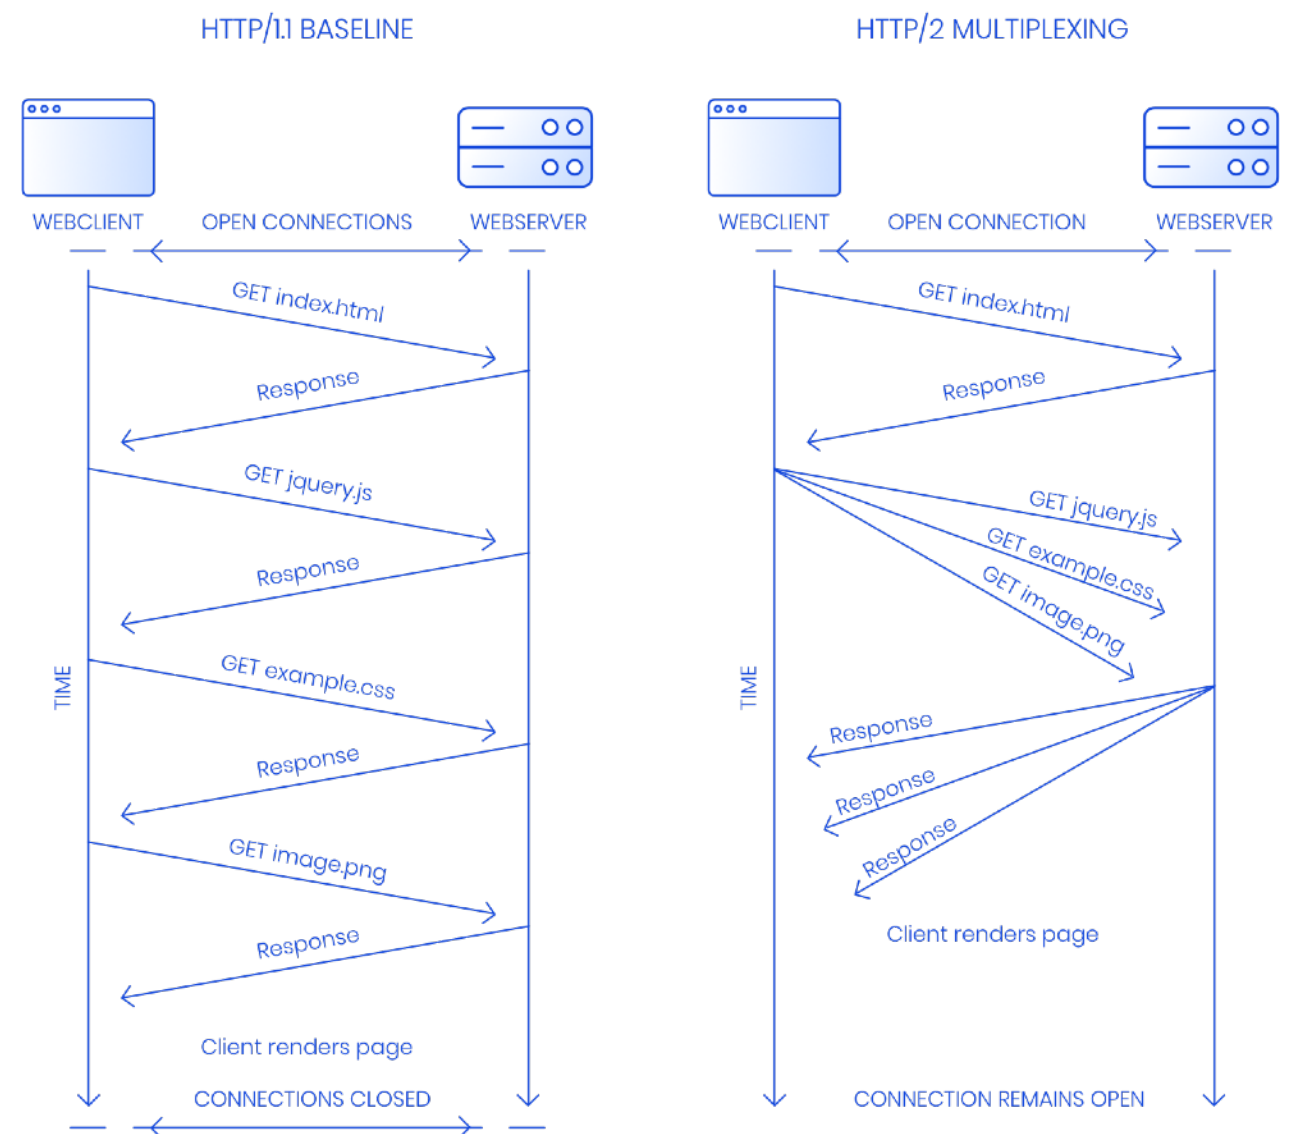 HTTP/1.1 BASELINE
WEBCLIENT
OPEN CONNECTIONS
WEBSERVER
GET index.html
Response
GET jquery.js
Response
TIME
GET example.css
Response
GET image.png
Response
Client renders page
CONNECTIONS CLOSED
HTTP/2 MULTIPLEXING
WEBCLIENT
OPEN CONNECTION
WEBSERVER
GET index.html
Response
GET jquery.js
GET example.css
GET image.png
TIME
Response
Response
Response
Client renders page
CONNECTION REMAINS OPEN